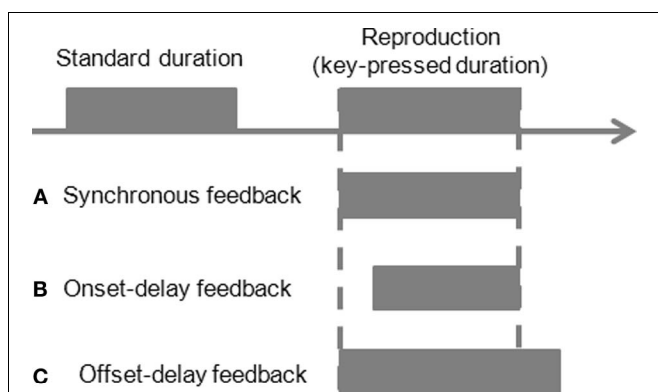 Standard duration
Reproduction
(key-pressed duration)
A Synchronous feedback
B Onset-delay feedback
C Offset-delay feedback